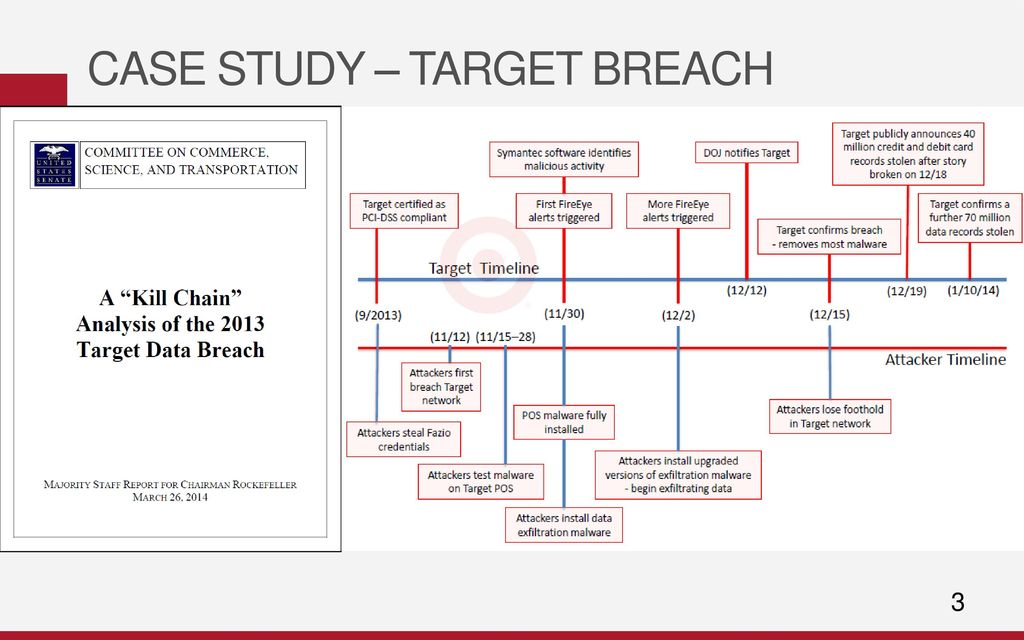 CASE STUDY – TARGET BREACH
UNITED
STATES
SENATE
COMMITTEE ON COMMERCE,
SCIENCE, AND TRANSPORTATION
A “Kill Chain”
Analysis of the 2013
Target Data Breach
MAJORITY STAFF REPORT FOR CHAIRMAN ROCKEFELLER
MARCH 26, 2014
Target certified as
PCI-DSS compliant
Symantec software identifies
malicious activity
First FireEye
alerts triggered
More FireEye
alerts triggered
DOJ notifies Target
Target confirms breach
- removes most malware
Target publicly announces 40
million credit and debit card
records stolen after story
broken on 12/18
Target confirms a
further 70 million
data records stolen
Target Timeline
(9/2013)
(11/12)
(11/15–28)
(11/30)
(12/2)
(12/12)
(12/15)
(12/19)
(1/10/14)
Attacker Timeline
Attackers steal Fazio
credentials
Attackers first
breach Target
network
Attackers test malware
on Target POS
POS malware fully
installed
Attackers install data
exfiltration malware
Attackers install upgraded
versions of exfiltration malware
- begin exfiltrating data
Attackers lose foothold
in Target network
3